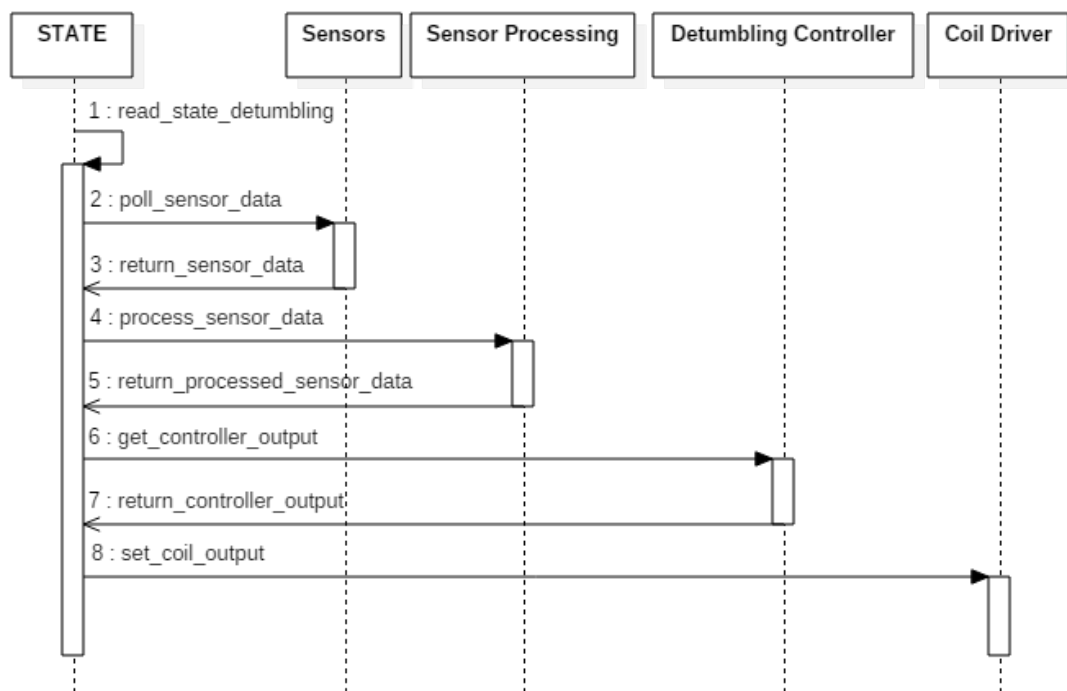 STATE
Sensors
Sensor Processing
Detumbling Controller
Coil Driver
1 : read_state_detumbling
2 : poll_sensor_data
3 : return_sensor_data
4 : process_sensor_data
5 : return_processed_sensor_data
6 : get_controller_output
7 : return_controller_output
8 : set_coil_output